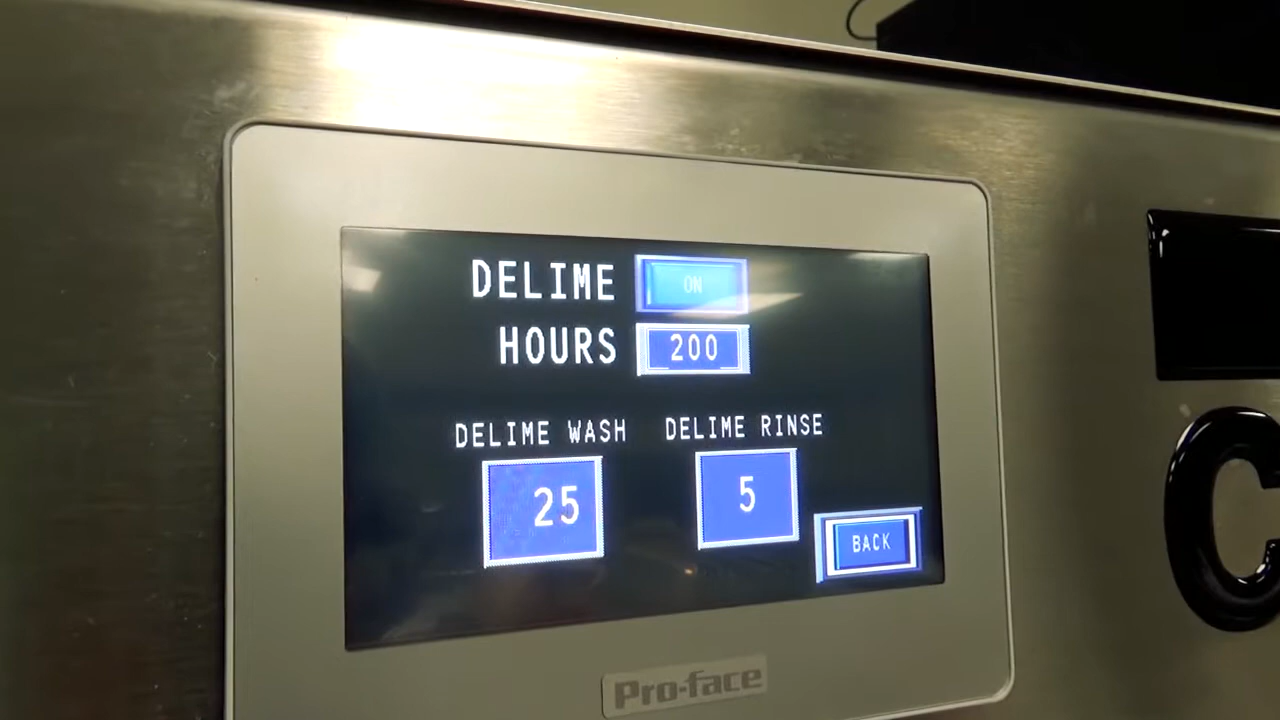 DELIME ON
HOURS 200
DELIME WASH DELIME RINSE
25 5
BACK
Pro-face
C